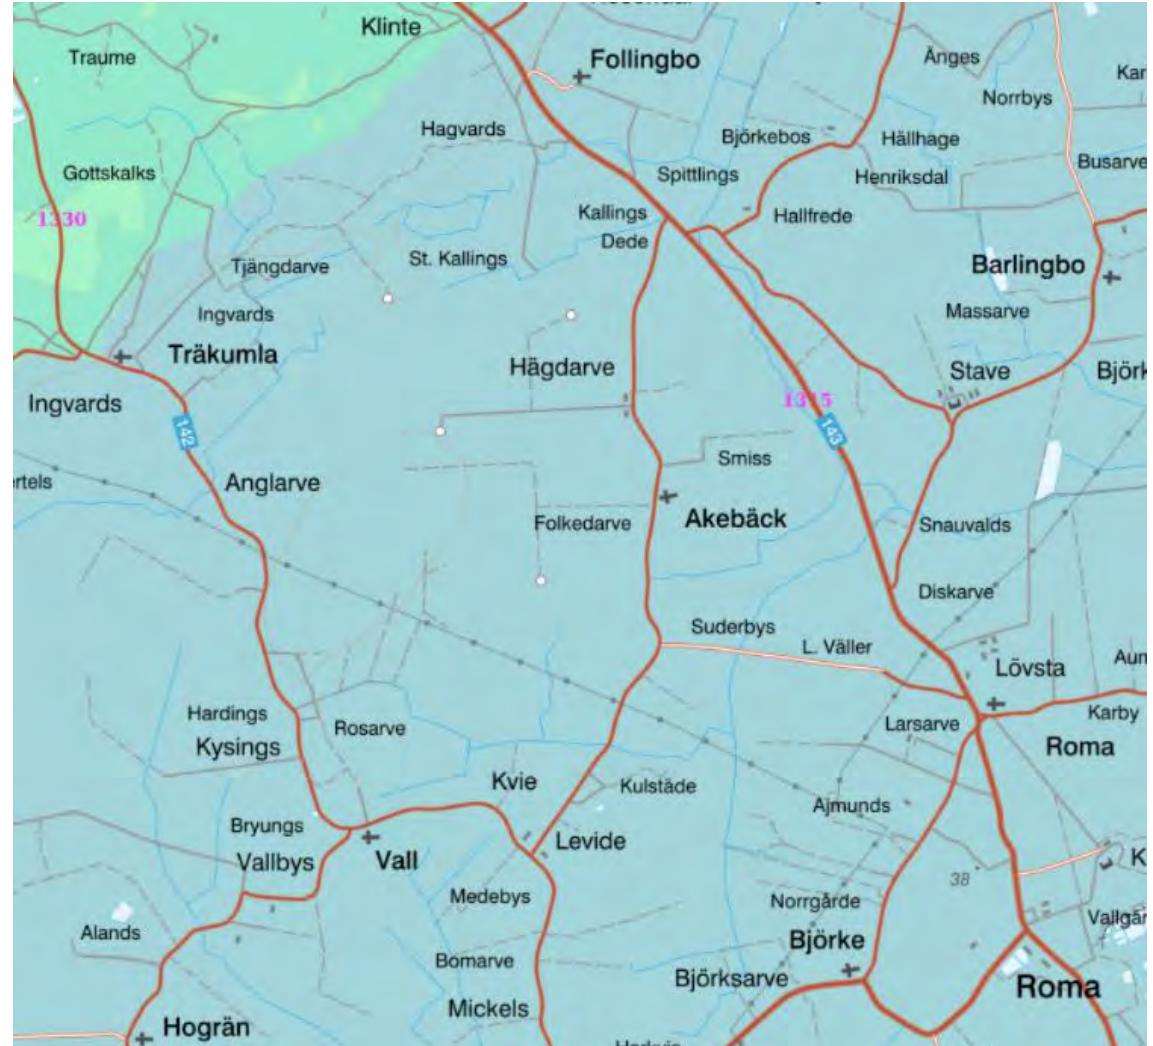 Klinte
Follingbo
Traume
Änges
Norrbys
Hagvards
Björkebos
Hällhage
Gottskalks
Spittlings
Henriksdal
Busarve
1330
Kallings
Hallfrede
Dede
Tjängdarve
St. Kallings
Barlingbo
Ingvards
Massarve
Träkumla
Hägdarve
Stave
Ingvards
1315
142
143
Smiss
Anglarve
Akebäck
Folkedarve
Snauvalds
Diskarve
Suderbys
L. Väller
Lövsta
Hardings
Rosarve
Larsarve
Karby
Kysings
Roma
Kvie
Kulstäde
Ajmunds
Bryungs
Levide
Vallbys
Vall
38
Medebys
Norrgårde
Alands
Björke
Bomarve
Björksarve
Roma
Mickels
Hogrän